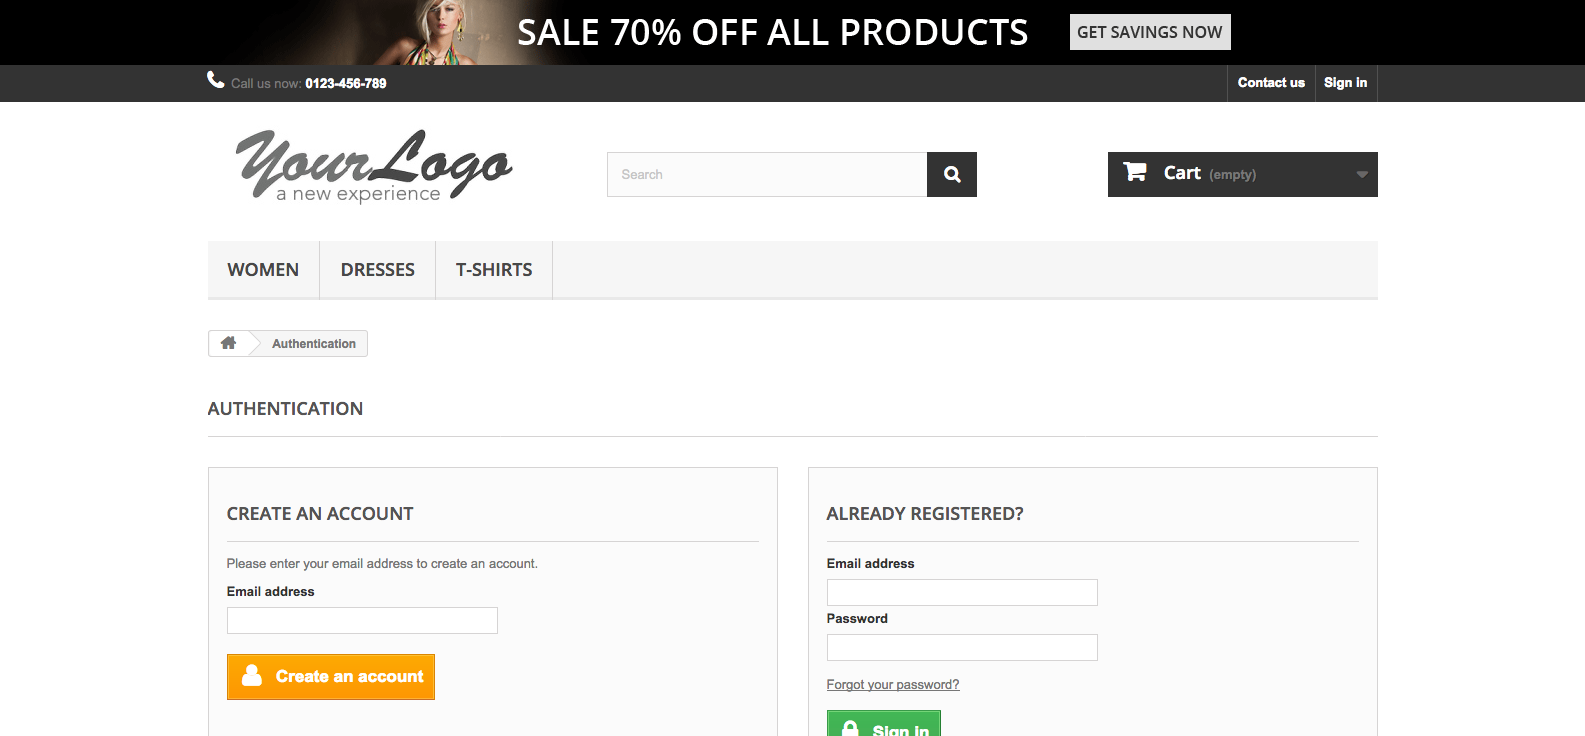 SALE 70% OFF ALL PRODUCTS GET SAVINGS NOW
Call us now: 0123-456-789 Contact us Sign in
Your Logo
a new experience
Search
Cart (empty)
WOMEN DRESSES T-SHIRTS
Authentication
AUTHENTICATION
CREATE AN ACCOUNT
Please enter your email address to create an account.
Email address
Create an account
ALREADY REGISTERED?
Email address
Password
Forgot your password?
Sign in